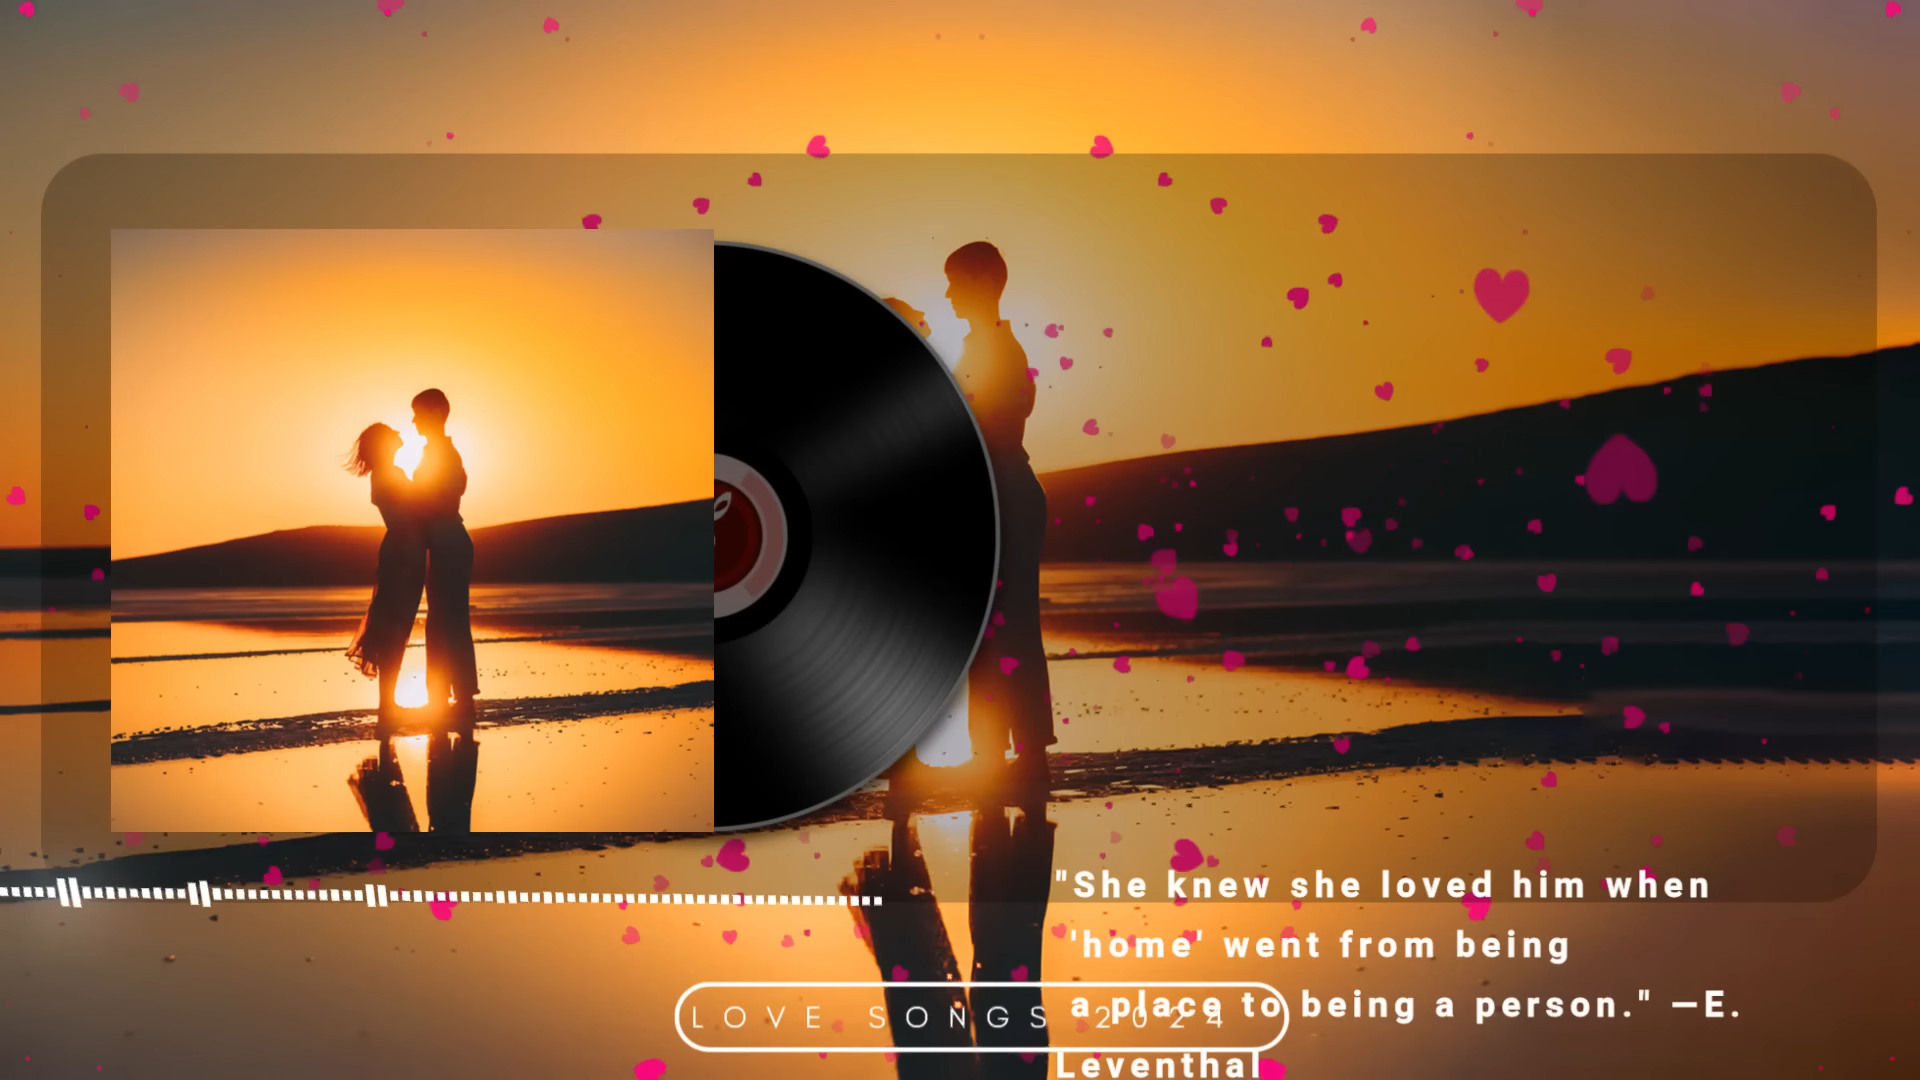 "She knew she loved him when
'home' went from being
a place to being a person." —E.
Leventhal
LOVE SONGS 2024